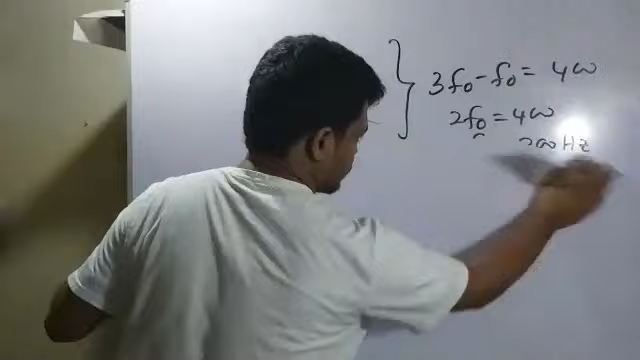 3f₀ - f₀ = 400
2f₀ = 400
200 Hz